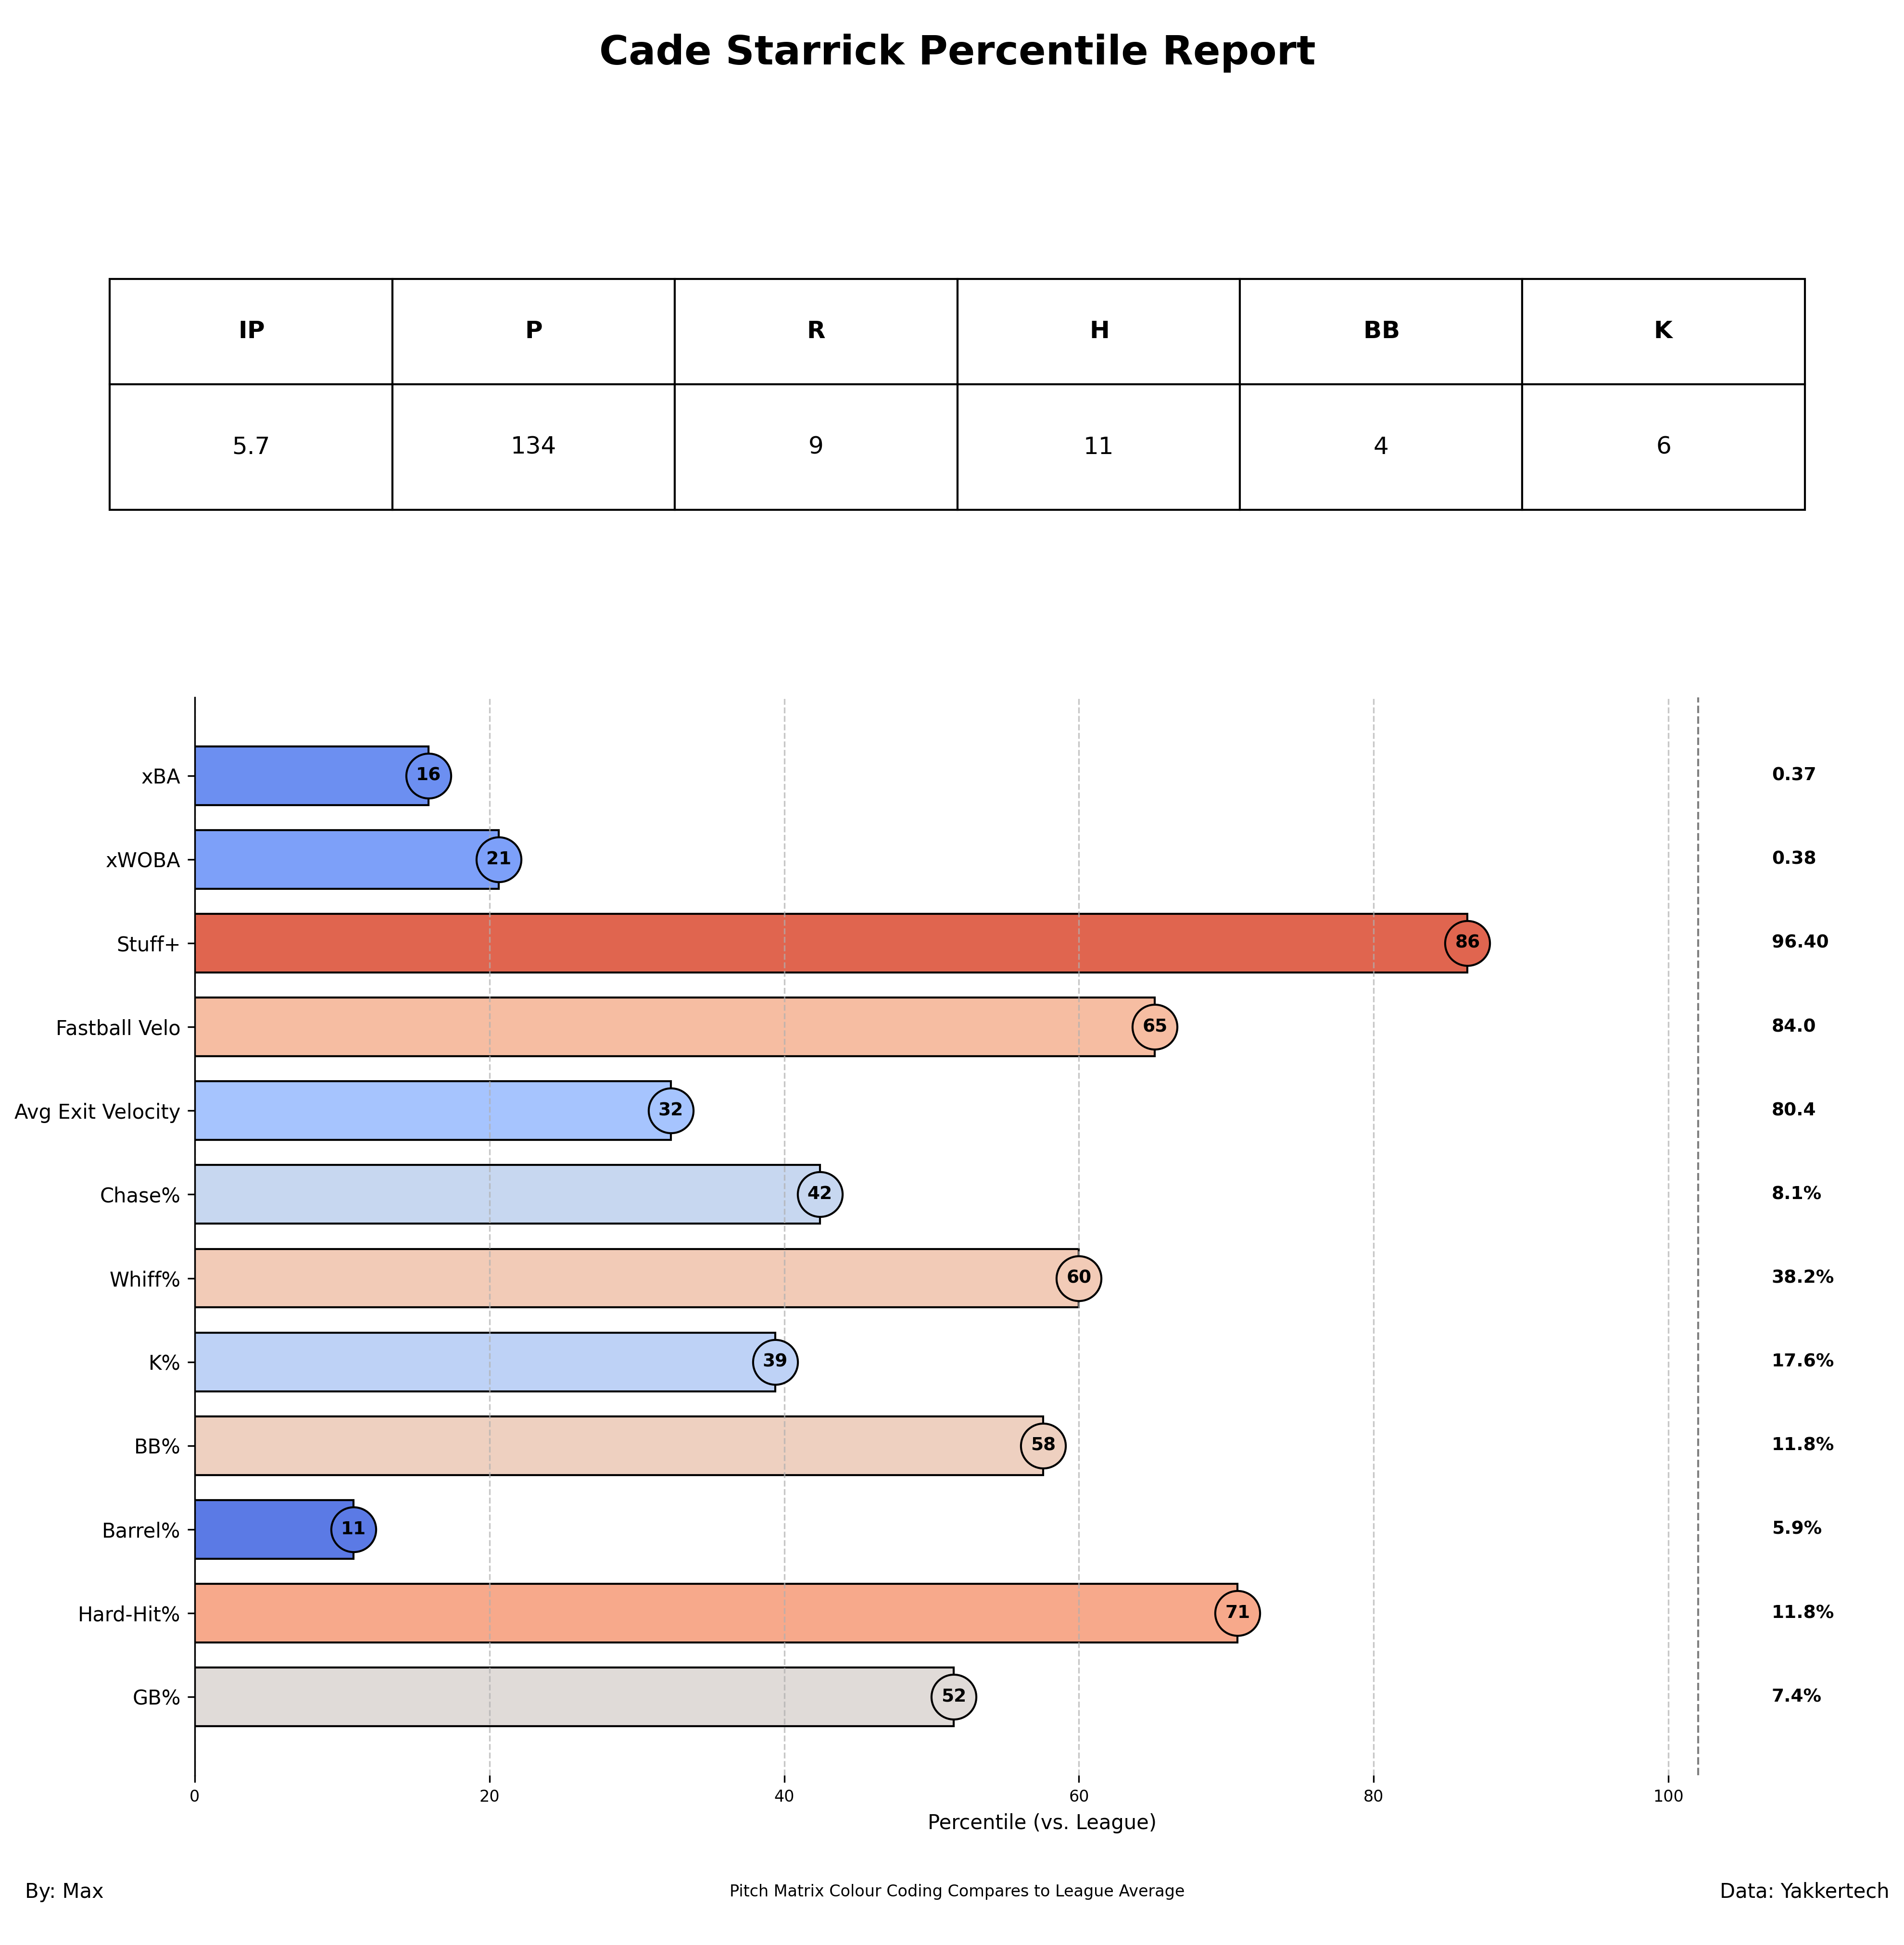 Cade Starrick Percentile Report
IP P R H BB K
5.7 134 9 11 4 6
xBA 16 0.37
xWOBA 21 0.38
Stuff+ 86 96.40
Fastball Velo 65 84.0
Avg Exit Velocity 32 80.4
Chase% 42 8.1%
Whiff% 60 38.2%
K% 39 17.6%
BB% 58 11.8%
Barrel% 11 5.9%
Hard-Hit% 71 11.8%
GB% 52 7.4%
0 20 40 60 80 100
Percentile (vs. League)
By: Max Pitch Matrix Colour Coding Compares to League Average Data: Yakkertech